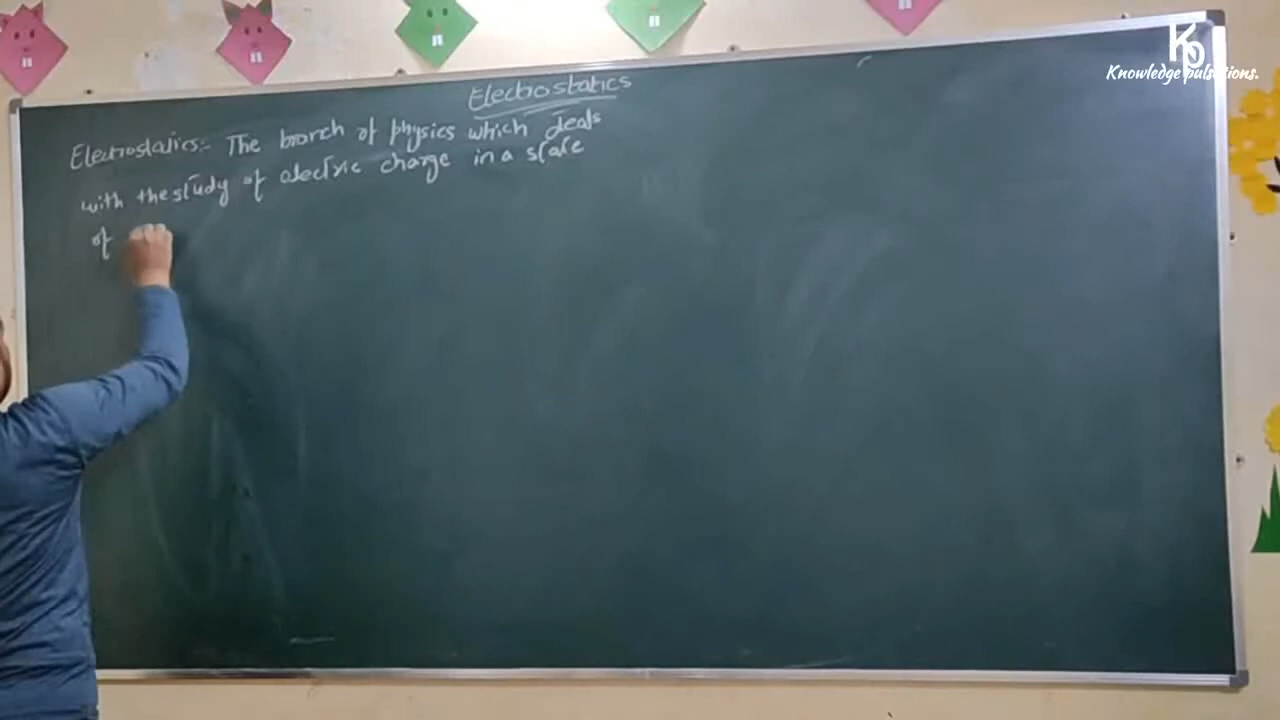 Electrostatics
Electrostatics:- The branch of physics which deals
with the study of electric charge in a state
of
Kp
Knowledge pulsations.